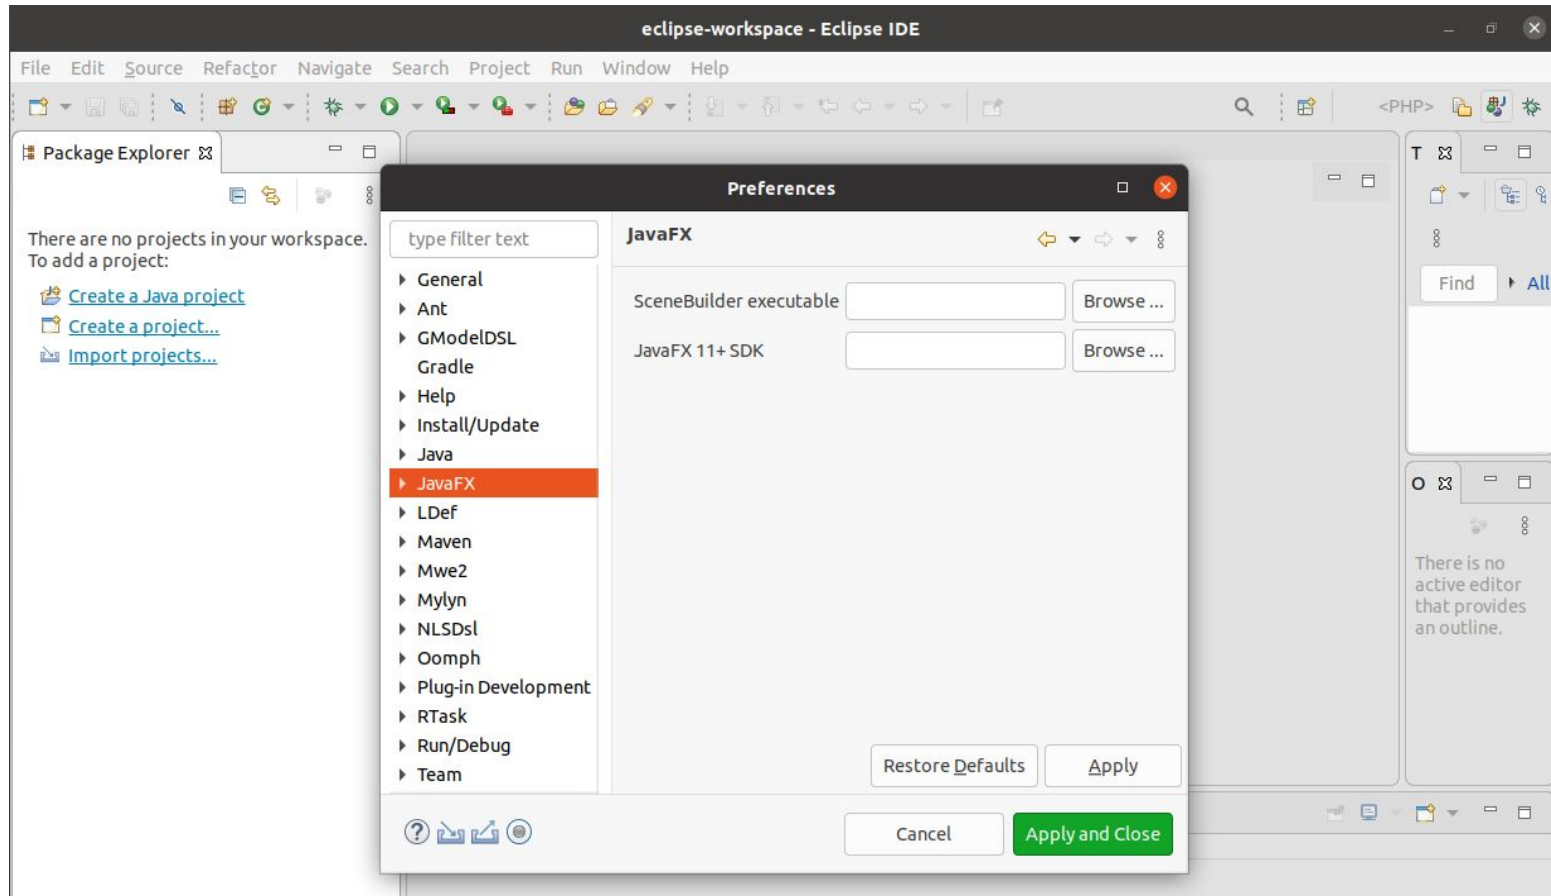 eclipse-workspace - Eclipse IDE
File Edit Source Refactor Navigate Search Project Run Window Help
<PHP>
Package Explorer
There are no projects in your workspace.
To add a project:
Create a Java project
Create a project...
Import projects...
Preferences
type filter text
General
Ant
GModelDSL
Gradle
Help
Install/Update
Java
JavaFX
LDef
Maven
Mwe2
Mylyn
NLSDsl
Oomph
Plug-in Development
RTask
Run/Debug
Team
JavaFX
SceneBuilder executable Browse ...
JavaFX 11+ SDK Browse ...
Restore Defaults Apply
Cancel Apply and Close
T
Find All
O
There is no
active editor
that provides
an outline.